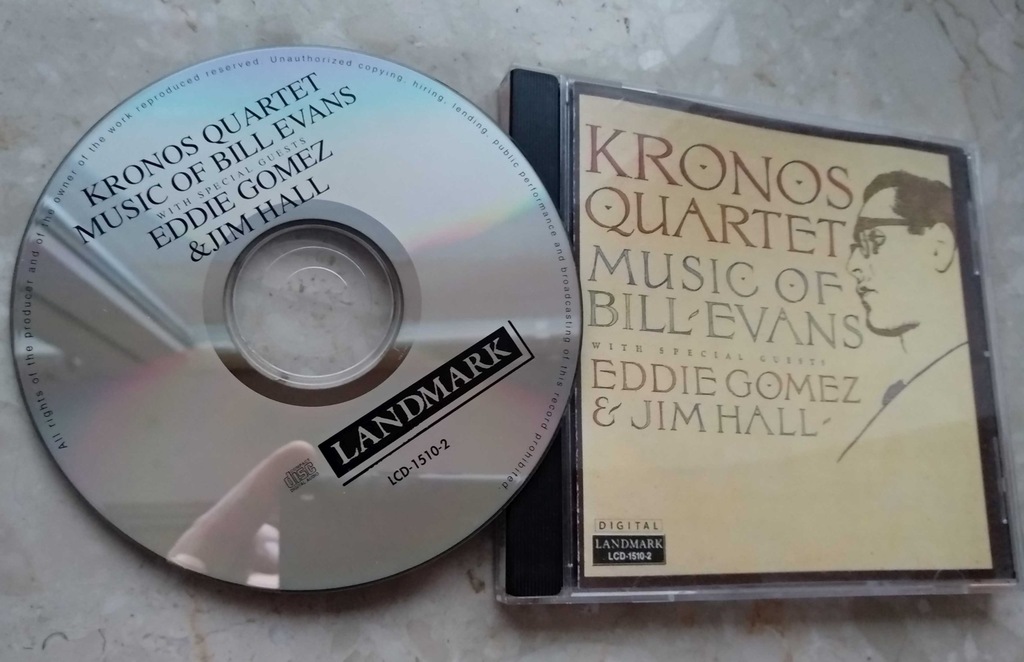 All rights of the producer and of the owner of the work reproduced reserved. Unauthorized copying, hiring, lending, public performance and broadcasting of this record prohibited.
KRONOS QUARTET
MUSIC OF BILL EVANS
WITH SPECIAL GUESTS
EDDIE GOMEZ
&JIM HALL
LANDMARK
LCD-1510-2
disc
DIGITAL AUDIO
KRONOS
QUARTET
MUSIC OF
BILL EVANS
WITH SPECIAL GUESTS
EDDIE GOMEZ
& JIM HALL
DIGITAL
LANDMARK
LCD-1510-2